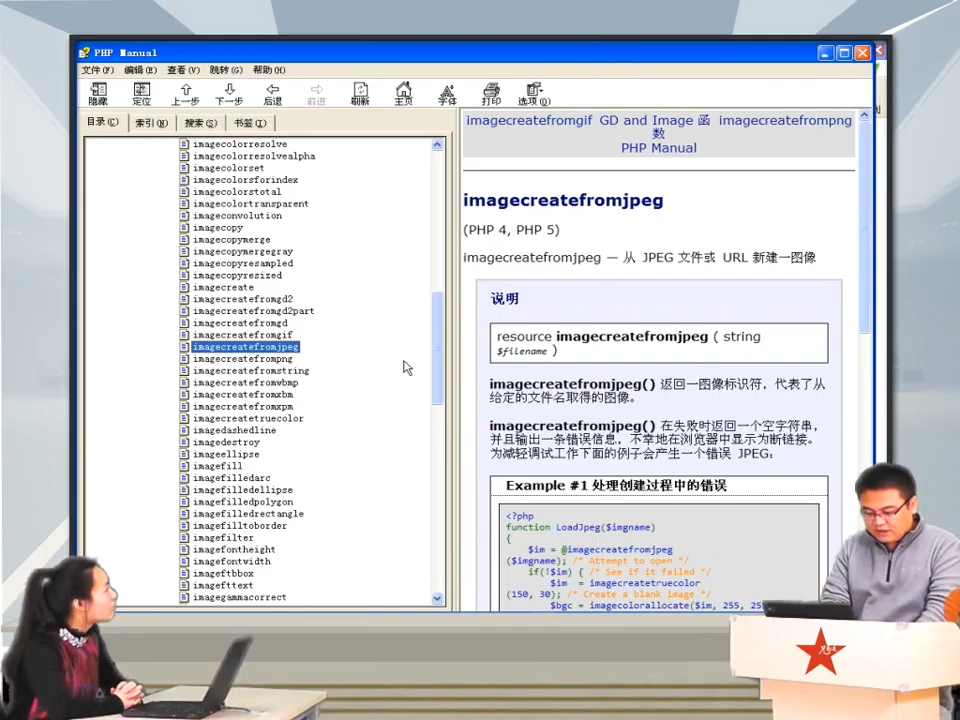 PHP Manual
文件(F) 编辑(E) 查看(V) 跳转(G) 帮助(H)
隐藏 定位 上一步 下一步 后退 前进 刷新 主页 字体 打印 选项(O)
目录(C) 索引(N) 搜索(S) 书签(I)
imagecolorresolve
imagecolorresolvealpha
imagecolorset
imagecolorsforindex
imagecolorstotal
imagecolortransparent
imageconvolution
imagecopy
imagecopymerge
imagecopymergegray
imagecopyresampled
imagecopyresized
imagecreate
imagecreatefromgd2
imagecreatefromgd2part
imagecreatefromgd
imagecreatefromgif
imagecreatefromjpeg
imagecreatefrompng
imagecreatefromstring
imagecreatefromwbmp
imagecreatefromxbm
imagecreatefromxpm
imagecreatetruecolor
imagedashedline
imagedestroy
imageellipse
imagefill
imagefilledarc
imagefilledellipse
imagefilledpolygon
imagefilledrectangle
imagefilltoborder
imagefilter
imagefontheight
imagefontwidth
imageftbbox
imagefttext
imagegammacorrect
imagecreatefromgif GD and Image 函 imagecreatefrompng
数
PHP Manual
imagecreatefromjpeg
(PHP 4, PHP 5)
imagecreatefromjpeg — 从 JPEG 文件或 URL 新建一图像
说明
resource imagecreatefromjpeg ( string
$filename )
imagecreatefromjpeg() 返回一图像标识符，代表了从
给定的文件名取得的图像。
imagecreatefromjpeg() 在失败时返回一个空字符串，
并且输出一条错误信息，不幸地在浏览器中显示为断链接。
为减轻调试工作下面的例子会产生一个错误 JPEG：
Example #1 处理创建过程中的错误
<?php
function LoadJpeg($imgname)
{
$im = @imagecreatefromjpeg
($imgname); /* Attempt to open */
if(!$im) { /* See if it failed */
$im = imagecreatetruecolor
(150, 30); /* Create a blank image */
$bgc = imagecolorallocate($im, 255, 25